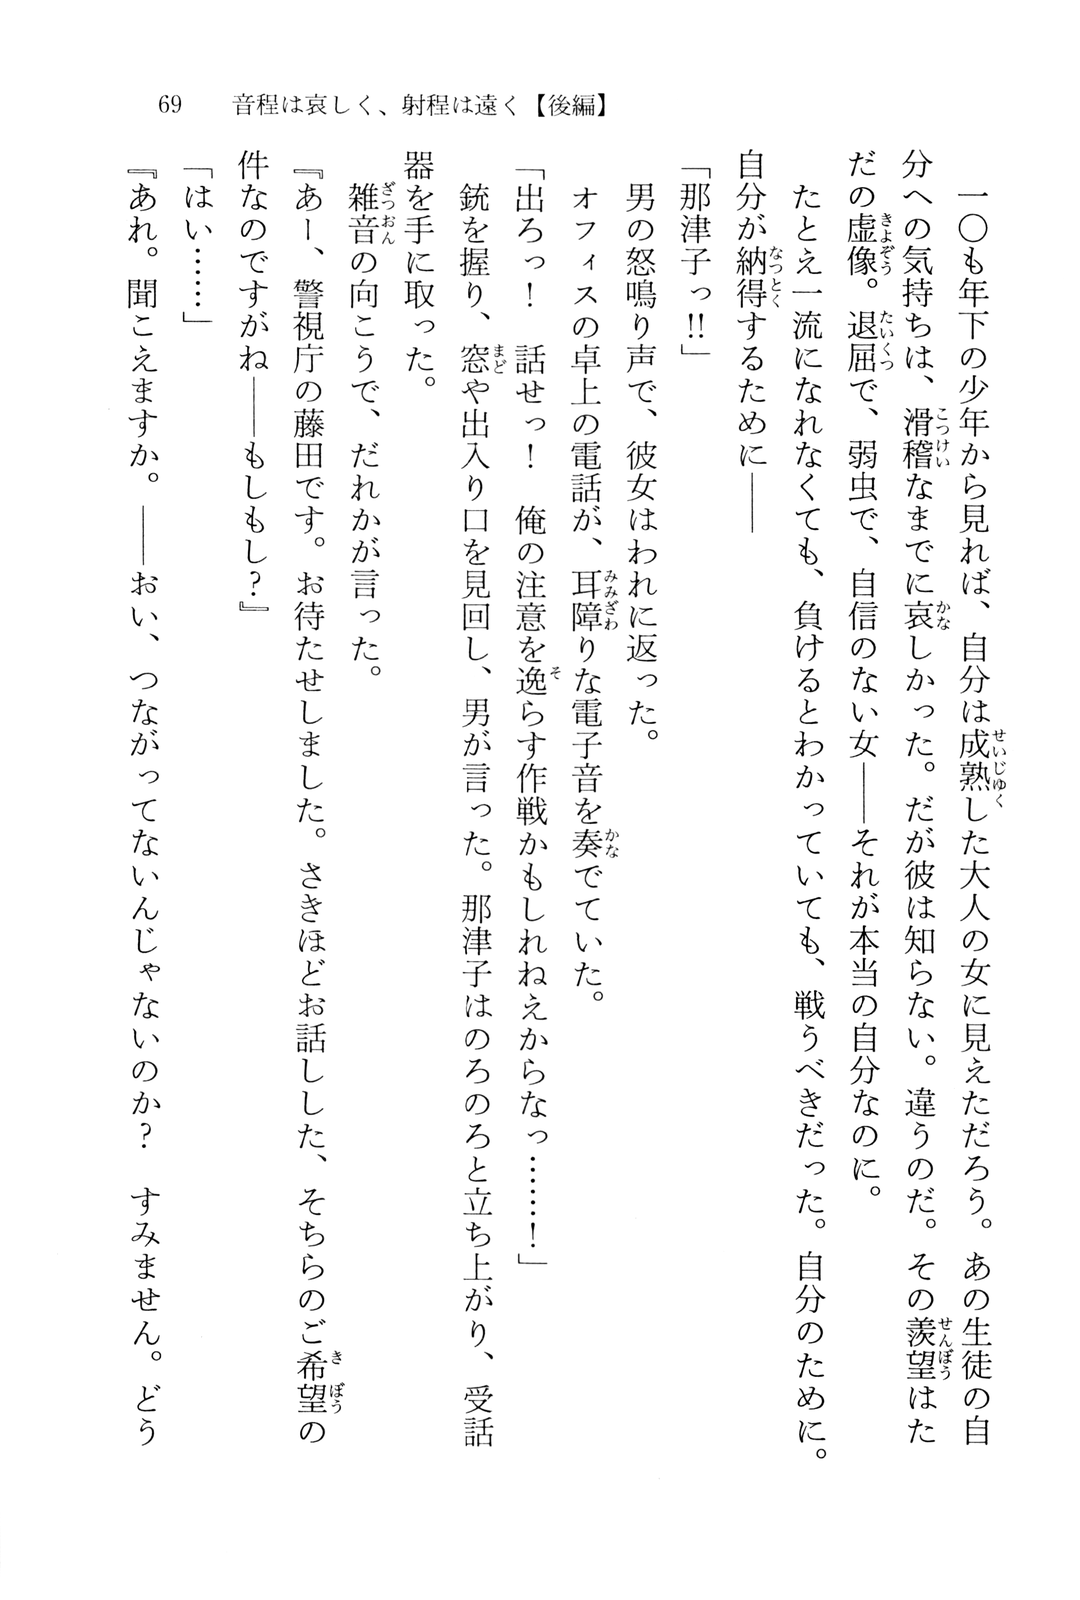 69　音程は哀しく、射程は遠く【後編】
　一〇も年下の少年から見れば、自分は成熟した大人の女に見えただろう。あの生徒の自
分への気持ちは、滑稽なまでに哀しかった。だが彼は知らない。違うのだ。その羨望はた
だの虚像。退屈で、弱虫で、自信のない女――それが本当の自分なのに。
　たとえ一流になれなくても、負けるとわかっていても、戦うべきだった。自分のために。
自分が納得するために――
「那津子っ!!」
　男の怒鳴り声で、彼女はわれに返った。
　オフィスの卓上の電話が、耳障りな電子音を奏でていた。
「出ろっ！　話せっ！　俺の注意を逸らす作戦かもしれねえからなっ……！」
　銃を握り、窓や出入り口を見回し、男が言った。那津子はのろのろと立ち上がり、受話
器を手に取った。
　雑音の向こうで、だれかが言った。
『あー、警視庁の藤田です。お待たせしました。さきほどお話しした、そちらのご希望の
件なのですがね――もしもし？』
「はい……」
『あれ。聞こえますか。――おい、つながってないんじゃないのか？　すみません。どう